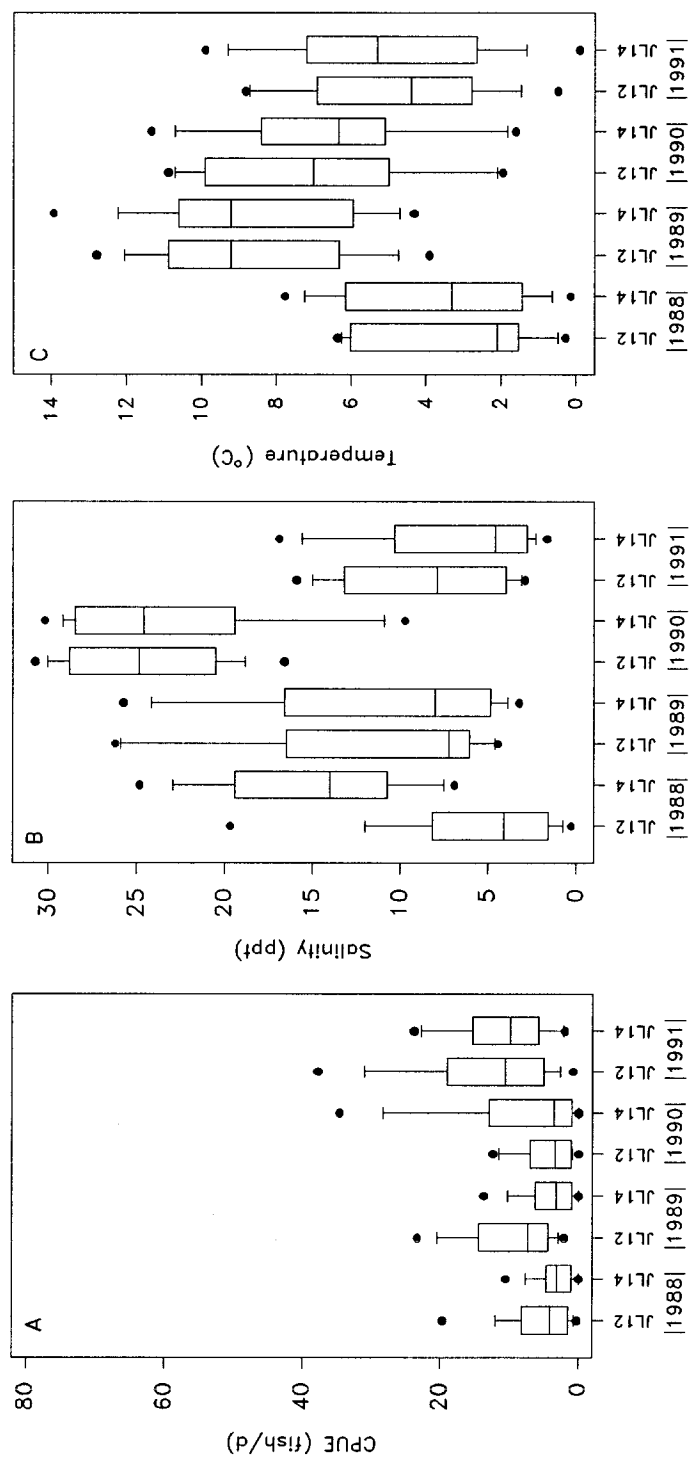 A
CPUE (fish/d)
80
60
40
20
0
JL12 JL14 JL12 JL14 JL12 JL14 JL12 JL14
|1988| |1989| |1990| |1991|
B
Salinity (ppt)
30
25
20
15
10
5
0
JL12 JL14 JL12 JL14 JL12 JL14 JL12 JL14
|1988| |1989| |1990| |1991|
C
Temperature (°C)
14
12
10
8
6
4
2
0
JL12 JL14 JL12 JL14 JL12 JL14 JL12 JL14
|1988| |1989| |1990| |1991|